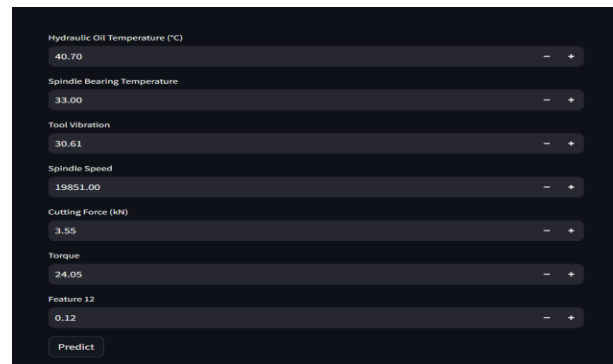 Hydraulic Oil Temperature (°C)
40.70 − +
Spindle Bearing Temperature
33.00 − +
Tool Vibration
30.61 − +
Spindle Speed
19851.00 − +
Cutting Force (kN)
3.55 − +
Torque
24.05 − +
Feature 12
0.12 − +
Predict